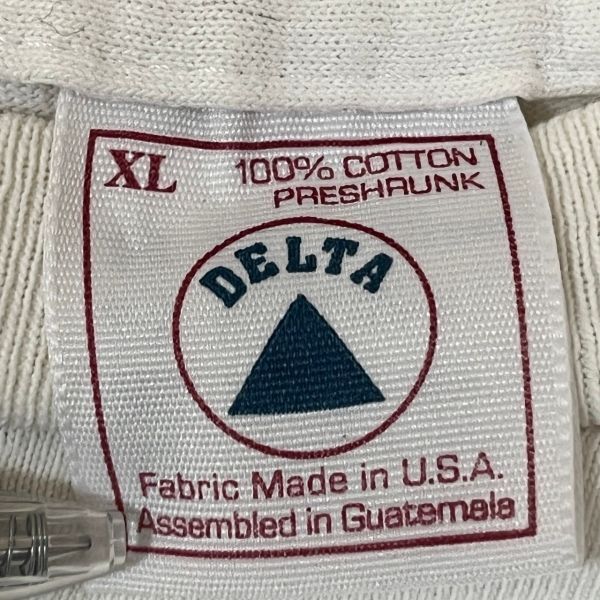 XL
100% COTTON
PRESHRUNK
DELTA
Fabric Made in U.S.A.
Assembled in Guatemala